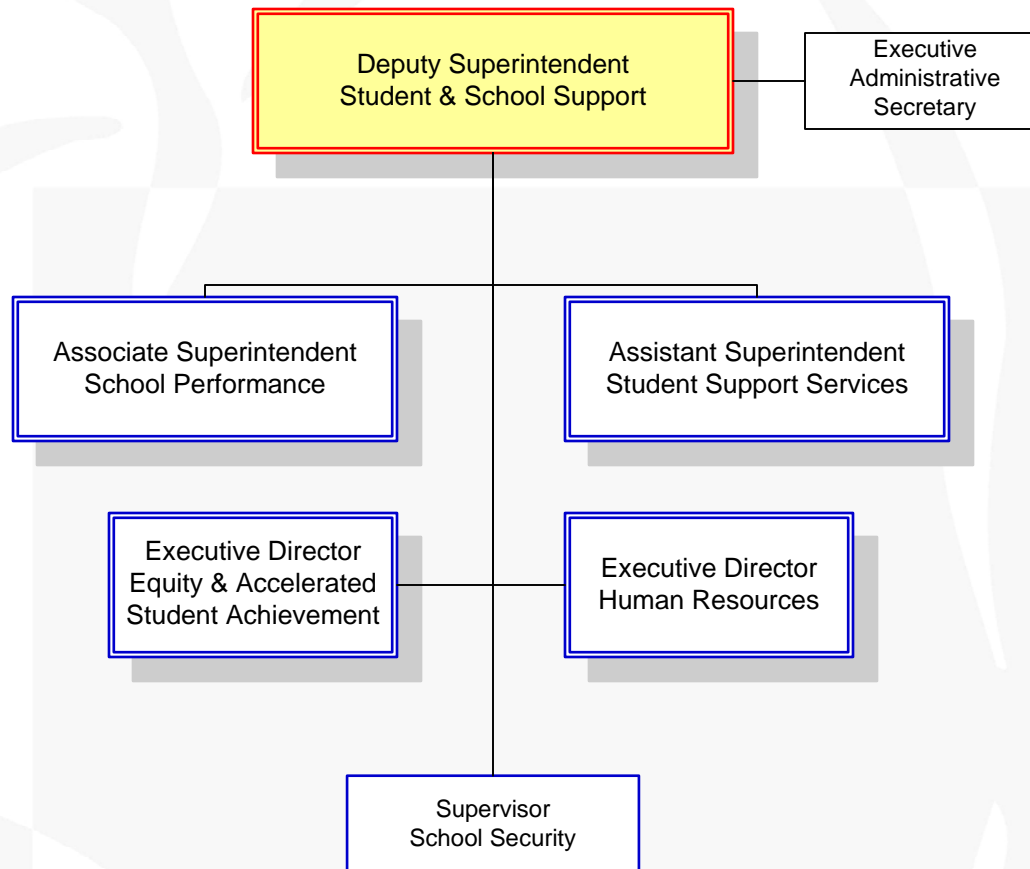 Deputy Superintendent
Student & School Support
Executive
Administrative
Secretary
Associate Superintendent
School Performance
Assistant Superintendent
Student Support Services
Executive Director
Equity & Accelerated
Student Achievement
Executive Director
Human Resources
Supervisor
School Security